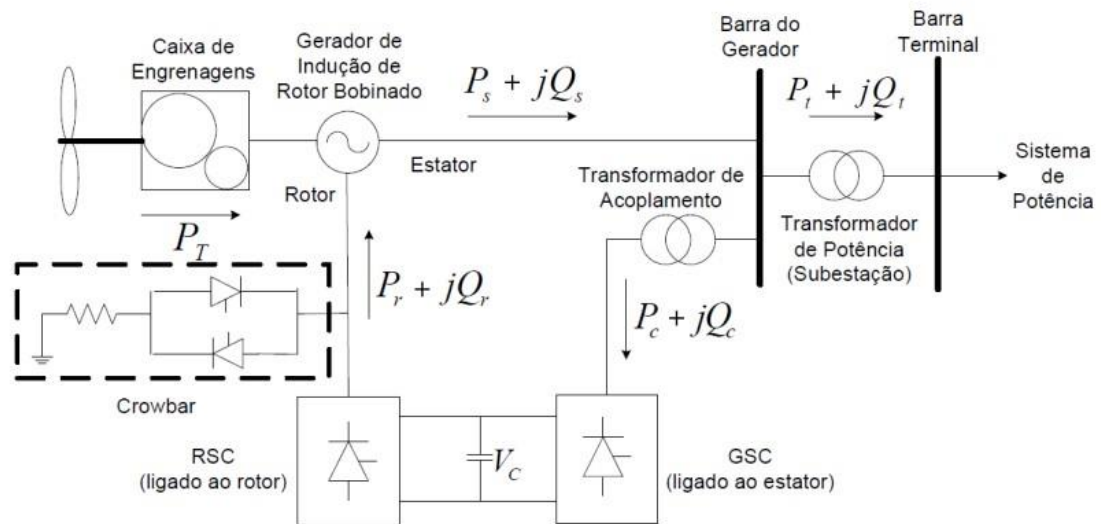 Caixa de
Engrenagens
Gerador de
Indução de
Rotor Bobinado
Barra do
Gerador
Barra
Terminal
P_s + jQ_s
P_t + jQ_t
Estator
Rotor
Transformador de
Acoplamento
Sistema
de
Potência
Transformador
de Potência
(Subestação)
P_T
P_r + jQ_r
P_c + jQ_c
Crowbar
RSC
(ligado ao rotor)
V_C
GSC
(ligado ao estator)